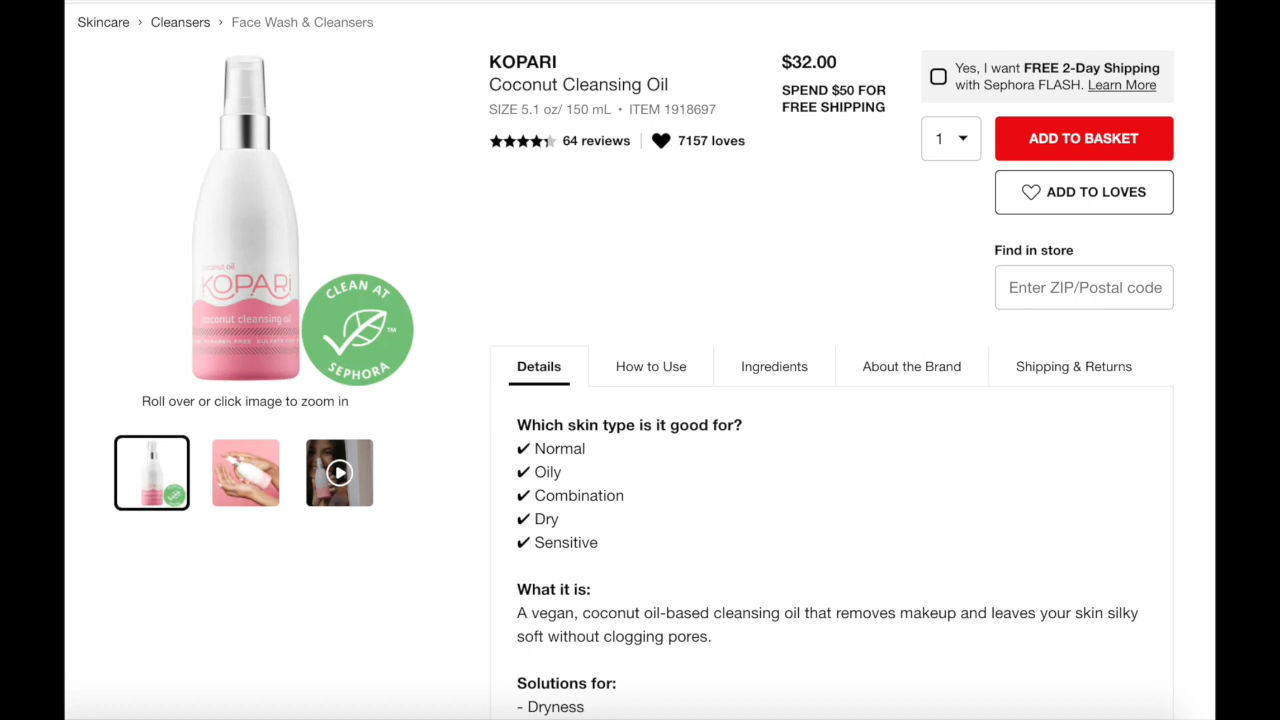 Skincare › Cleansers › Face Wash & Cleansers
KOPARI
Coconut Cleansing Oil
SIZE 5.1 oz/ 150 mL • ITEM 1918697
64 reviews
7157 loves
$32.00
SPEND $50 FOR
FREE SHIPPING
Yes, I want FREE 2-Day Shipping
with Sephora FLASH. Learn More
1
ADD TO BASKET
ADD TO LOVES
Find in store
Enter ZIP/Postal code
coconut oil
KOPARI
coconut cleansing oil
PARABEN FREE SULFATE
CLEAN AT
SEPHORA
TM
Roll over or click image to zoom in
Details
How to Use
Ingredients
About the Brand
Shipping & Returns
Which skin type is it good for?
✔ Normal
✔ Oily
✔ Combination
✔ Dry
✔ Sensitive
What it is:
A vegan, coconut oil-based cleansing oil that removes makeup and leaves your skin silky
soft without clogging pores.
Solutions for:
- Dryness